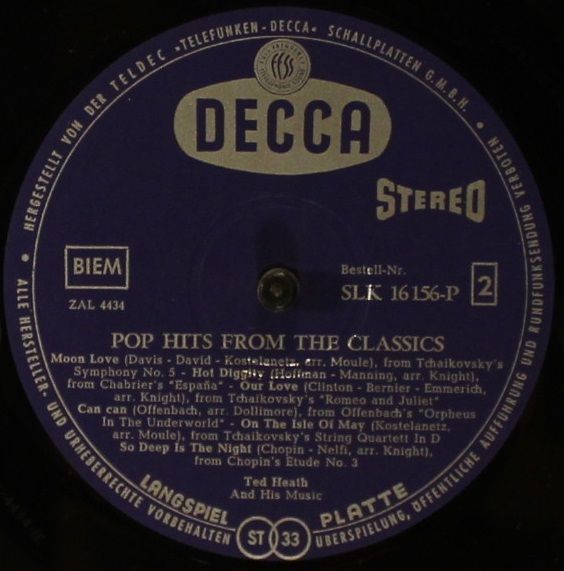 HERGESTELLT VON DER TELDEC »TELEFUNKEN-DECCA« SCHALLPLATTEN G.M.B.H.
DECCA
STEREO
BIEM
ZAL 4434
Bestell-Nr.
SLK 16156-P
2
POP HITS FROM THE CLASSICS
Moon Love (Davis - David - Kostelanetz, arr. Moule), from Tchaikovsky's
Symphony No. 5 - Hot Diggity (Hoffman - Manning, arr. Knight),
from Chabrier's "España" - Our Love (Clinton - Bernier - Emmerich,
arr. Knight), from Tchaikovsky's "Romeo and Juliet"
Can can (Offenbach, arr. Dollimore), from Offenbach's "Orpheus
In The Underworld" - On The Isle Of May (Kostelanetz,
arr. Moule), from Tchaikovsky's String Quartett In D
So Deep Is The Night (Chopin - Nelfi, arr. Knight),
from Chopin's Etude No. 3
Ted Heath
And His Music
LANGSPIEL PLATTE
ST 33
ALLE HERSTELLER- UND URHEBERRECHTE VORBEHALTEN
ÜBERSPIELUNG, ÖFFENTLICHE AUFFÜHRUNG UND RUNDFUNKSENDUNG VERBOTEN